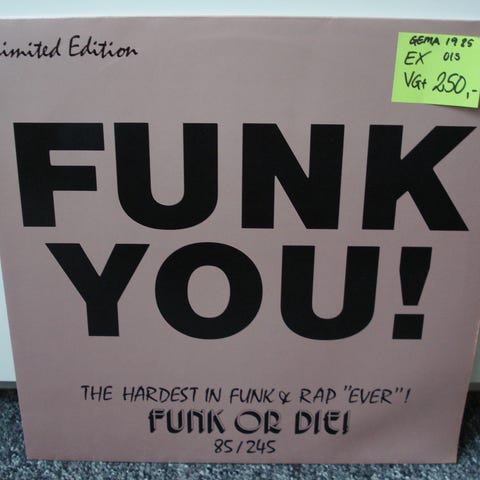 Limited Edition
GEMA 1985
EX 013
VG+ 250,-
FUNK
YOU!
THE HARDEST IN FUNK & RAP "EVER"!
FUNK OR DIE!
85/245